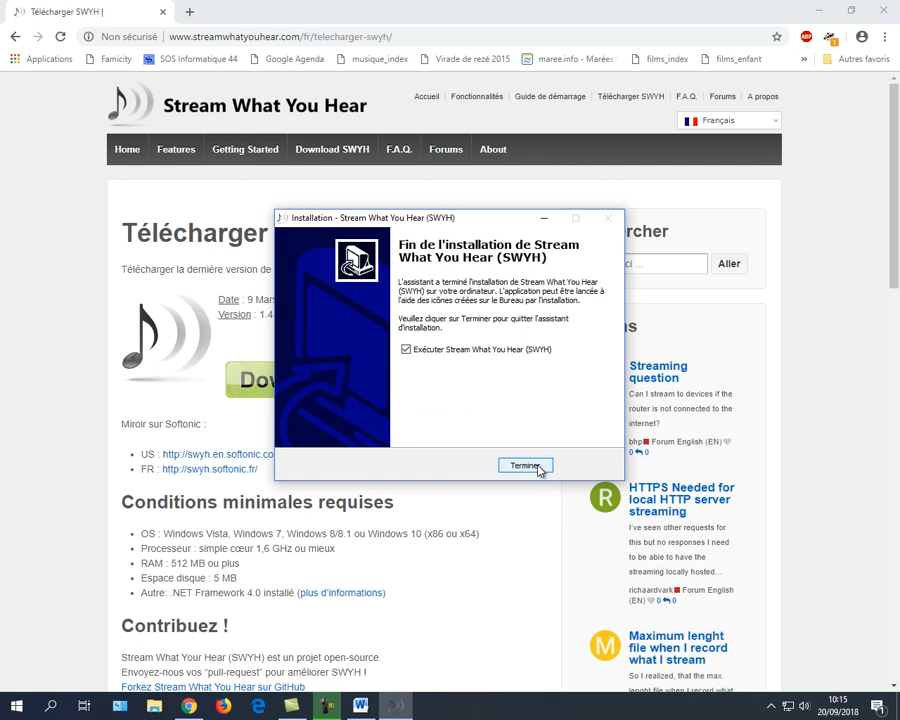 Télécharger SWYH |
Non sécurisé | www.streamwhatyouhear.com/fr/telecharger-swyh/
ABP
Applications Famicity SOS Informatique 44 Google Agenda musique_index Virade de rezé 2015 maree.info - Marées films_index films_enfant » Autres favoris
Stream What You Hear
Accueil Fonctionnalités Guide de démarrage Télécharger SWYH F.A.Q. Forums A propos
Français
Home Features Getting Started Download SWYH F.A.Q. Forums About
Installation - Stream What You Hear (SWYH)
Fin de l'installation de Stream
What You Hear (SWYH)
L'assistant a terminé l'installation de Stream What You Hear
(SWYH) sur votre ordinateur. L'application peut être lancée à
l'aide des icônes créées sur le Bureau par l'installation.
Veuillez cliquer sur Terminer pour quitter l'assistant
d'installation.
Exécuter Stream What You Hear (SWYH)
Terminer
Télécharger
Télécharger la dernière version de
Date : 9 Mars
Version : 1.4
Miroir sur Softonic :
US : http://swyh.en.softonic.co
FR : http://swyh.softonic.fr/
Conditions minimales requises
OS : Windows Vista, Windows 7, Windows 8/8.1 ou Windows 10 (x86 ou x64)
Processeur : simple cœur 1,6 GHz ou mieux
RAM : 512 MB ou plus
Espace disque : 5 MB
Autre: .NET Framework 4.0 installé (plus d'informations)
Contribuez !
Stream What Your Hear (SWYH) est un projet open-source.
Envoyez-nous vos "pull-request" pour améliorer SWYH !
Forkez Stream What You Hear sur GitHub
ercher
ci ...
Aller
Streaming
question
Can I stream to devices if the
router is not connected to the
internet?
bhp Forum English (EN)
0 0
R
HTTPS Needed for
local HTTP server
streaming
I've seen other requests for
this but no responses I need
to be able to have the
streaming locally hosted...
richaardvark Forum English
(EN) 0 0
M
Maximum lenght
file when I record
what I stream
So I realized, that the max.
lenght file when I record what
10:15
20/09/2018
1